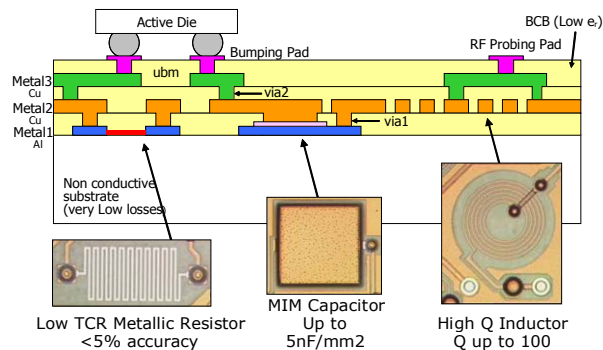 Active Die
BCB (Low eᵣ)
Bumping Pad
RF Probing Pad
ubm
Metal3
Cu
via2
Metal2
Cu
via1
Metal1
Al
Non conductive
substrate
(very Low losses)
Low TCR Metallic Resistor
<5% accuracy
MIM Capacitor
Up to
5nF/mm2
High Q Inductor
Q up to 100